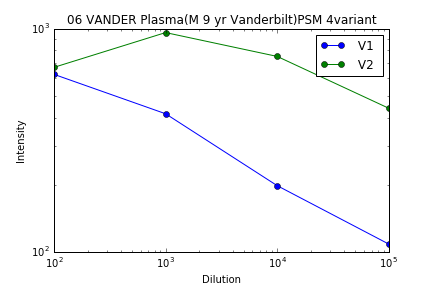 06 VANDER Plasma(M 9 yr Vanderbilt)PSM 4variant
10³
V1
V2
Intensity
10²
10² 10³ 10⁴ 10⁵
Dilution